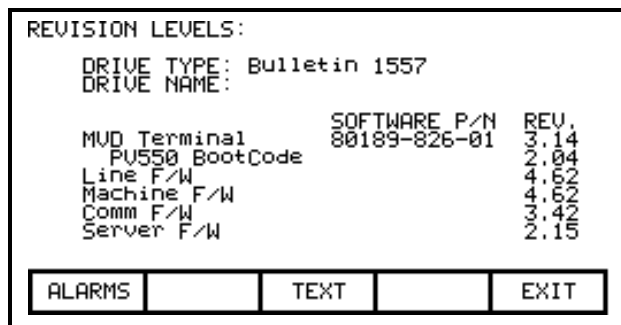 REVISION LEVELS:
DRIVE TYPE: Bulletin 1557
DRIVE NAME:
SOFTWARE P/N REV.
MVD Terminal 80189-826-01 3.14
PV550 BootCode 2.04
Line F/W 4.62
Machine F/W 4.62
Comm F/W 3.42
Server F/W 2.15
ALARMS TEXT EXIT